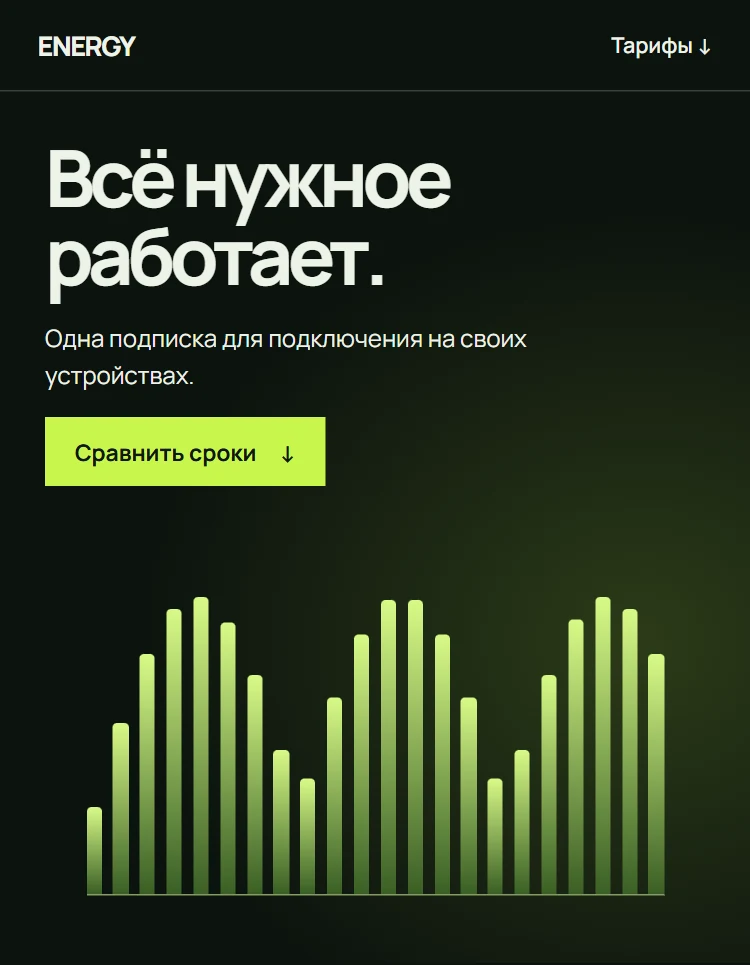 ENERGY
Тарифы ↓
Всё нужное
работает.
Одна подписка для подключения на своих
устройствах.
Сравнить сроки ↓